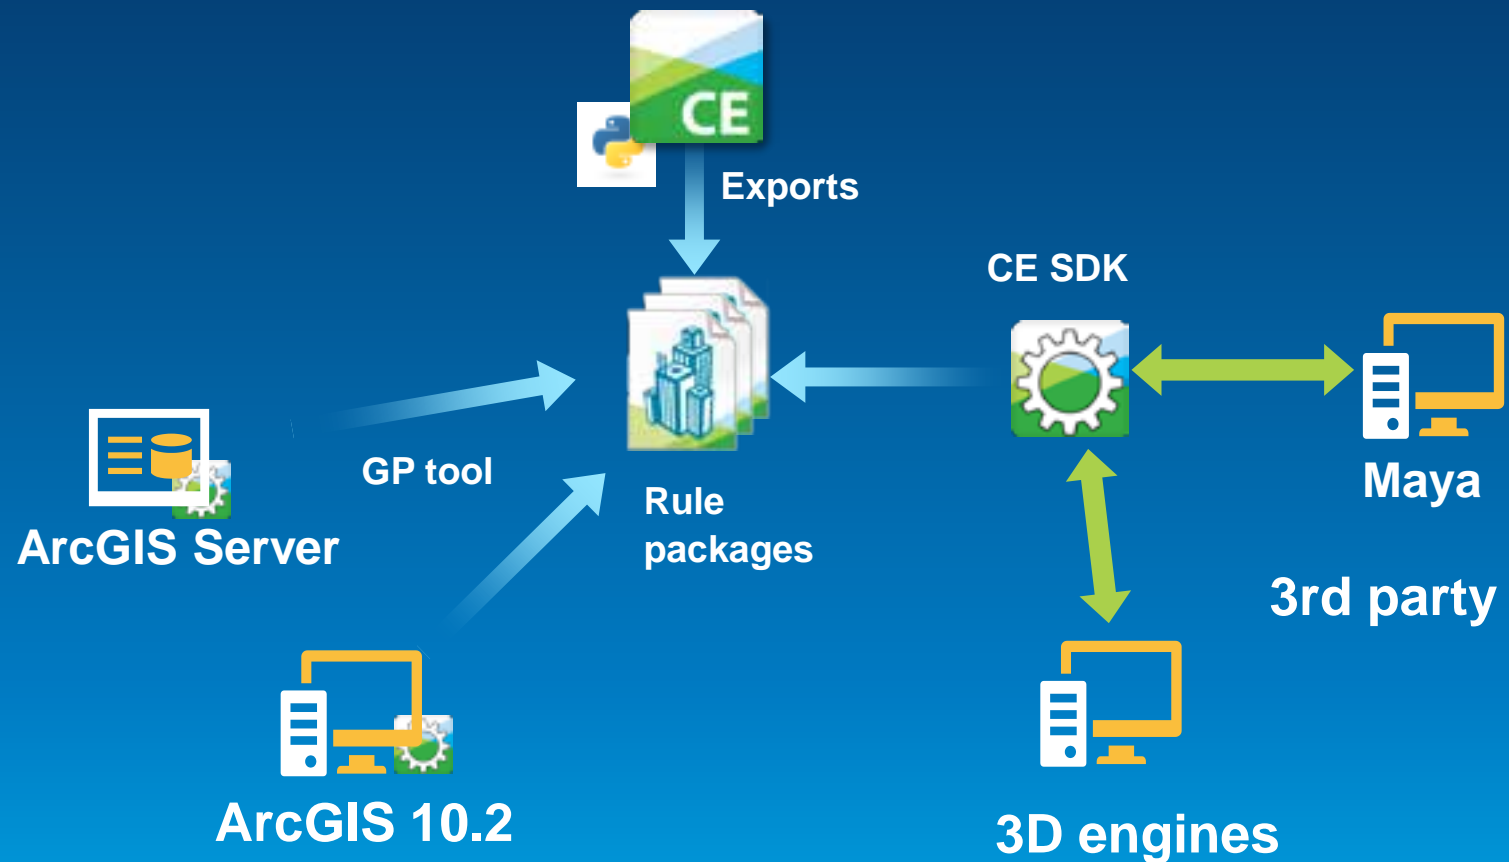 CE
Exports
CE SDK
GP tool
Rule
packages
Maya
ArcGIS Server
3rd party
ArcGIS 10.2
3D engines